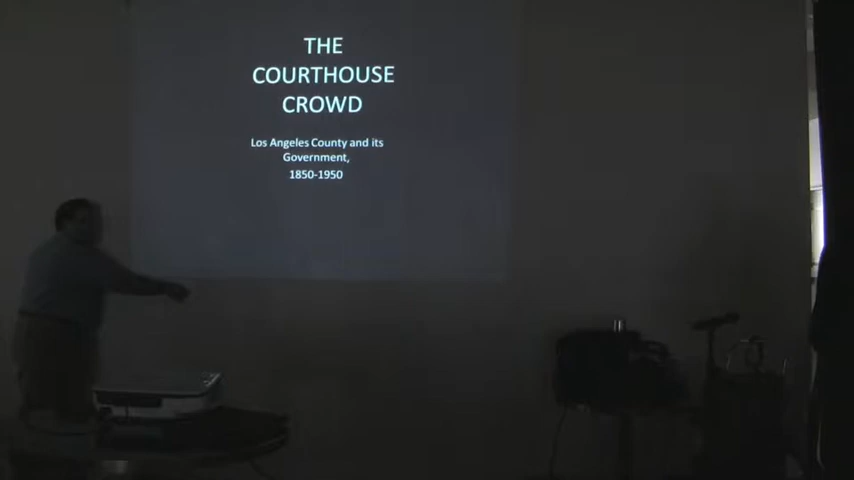 THE
COURTHOUSE
CROWD
Los Angeles County and its
Government,
1850-1950